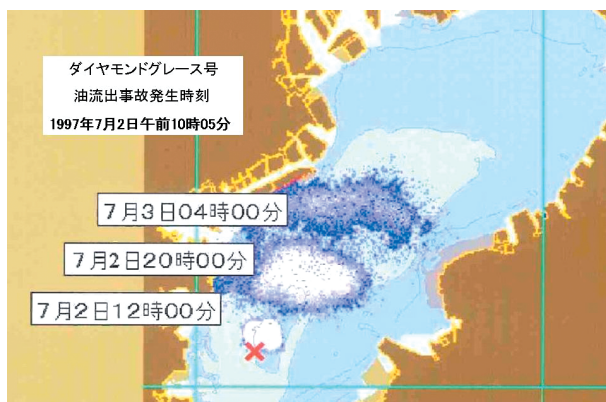 ダイヤモンドグレース号
油流出事故発生時刻
1997年7月2日午前10時05分
7月3日04時00分
7月2日20時00分
7月2日12時00分